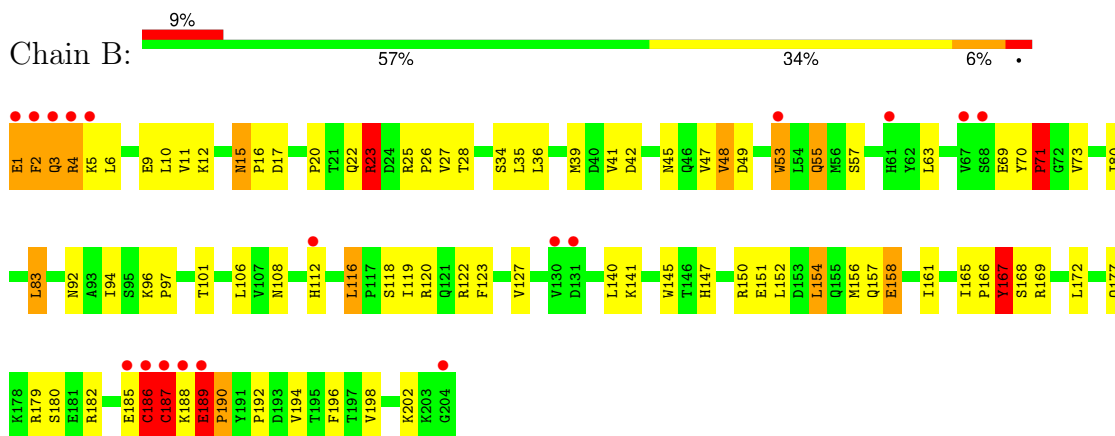 9%
Chain B:
57% 34% 6% •
E1 F2 Q3 R4 K5 L6 E9 L10 V11 K12 N15 P16 D17 P20 T21 Q22 R23 D24 R25 P26 V27 T28 S34 L35 L36 M39 D40 V41 D42 N45 Q46 V47 V48 D49 W53 L54 Q55 M56 S57 H61 Y62 L63 V67 S68 E69 Y70 P71 G72 V73
L83 N92 A93 I94 S95 K96 P97 T101 L106 V107 N108 H112 L116 P117 S118 I119 R120 Q121 R122 F123 V127 V130 D131 L140 K141 W145 T146 H147 R150 E151 L152 D153 L154 Q155 M156 Q157 E158 I161 I165 P166 Y167 S168 R169 L172
K178 R179 S180 E181 R182 E185 C186 C187 K188 E189 P190 Y191 P192 D193 V194 T195 F196 T197 V198 K202 K203 G204